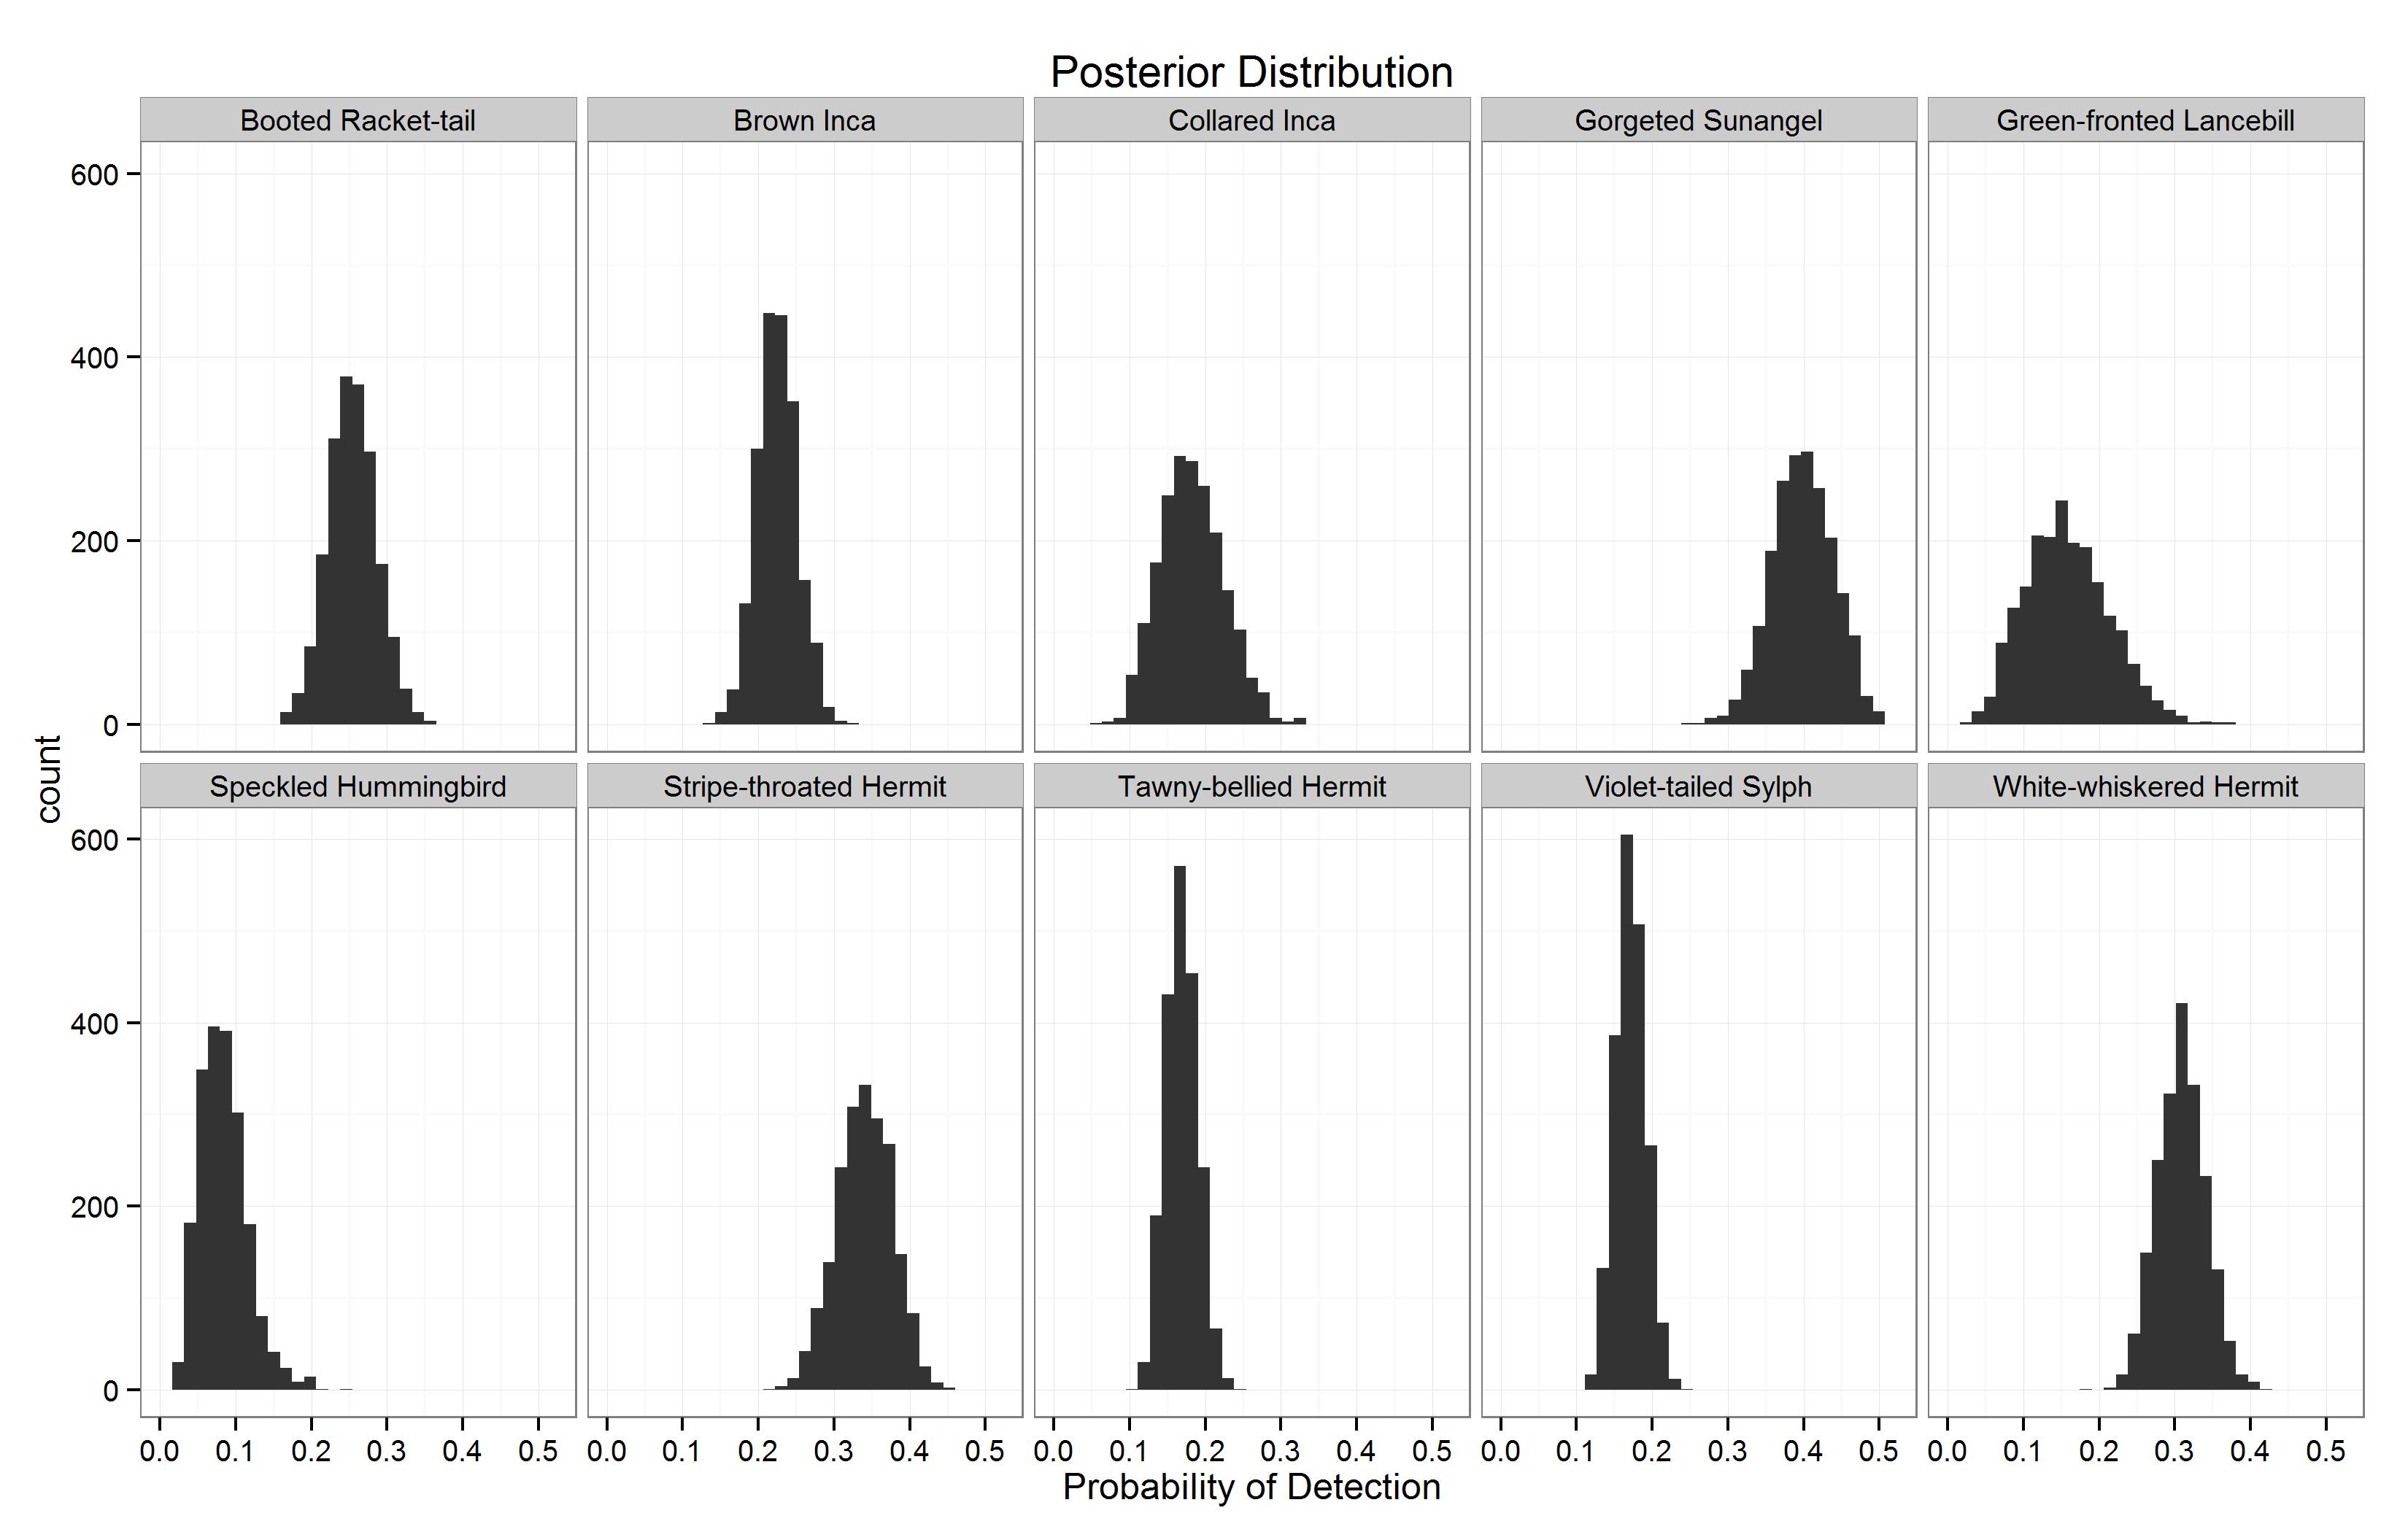 Posterior Distribution
Booted Racket-tail Brown Inca Collared Inca Gorgeted Sunangel Green-fronted Lancebill
600
400
200
0
count
Speckled Hummingbird Stripe-throated Hermit Tawny-bellied Hermit Violet-tailed Sylph White-whiskered Hermit
600
400
200
0
0.0 0.1 0.2 0.3 0.4 0.5 0.0 0.1 0.2 0.3 0.4 0.5 0.0 0.1 0.2 0.3 0.4 0.5 0.0 0.1 0.2 0.3 0.4 0.5 0.0 0.1 0.2 0.3 0.4 0.5
Probability of Detection